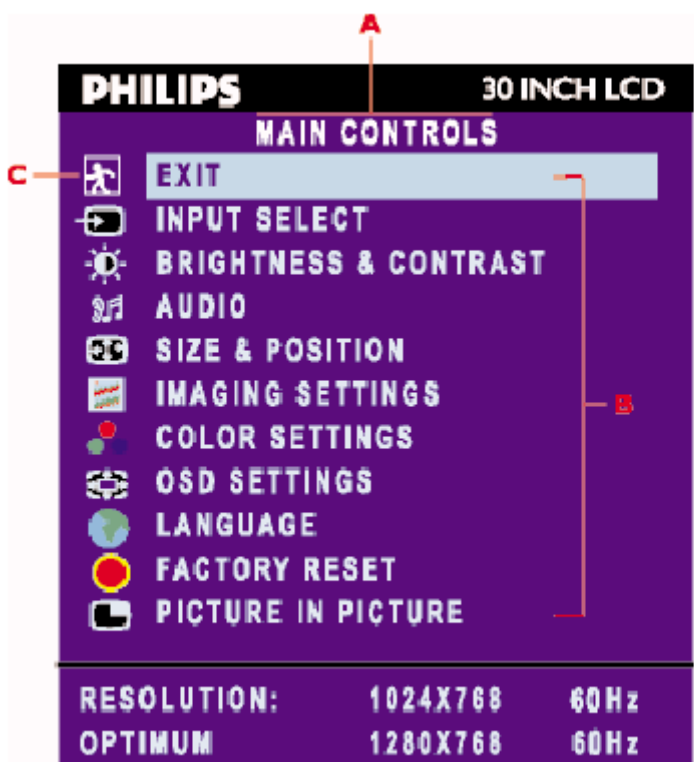 A
PHILIPS 30 INCH LCD
MAIN CONTROLS
C
EXIT
INPUT SELECT
BRIGHTNESS & CONTRAST
AUDIO
SIZE & POSITION
IMAGING SETTINGS
B
COLOR SETTINGS
OSD SETTINGS
LANGUAGE
FACTORY RESET
PICTURE IN PICTURE
RESOLUTION: 1024X768 60Hz
OPTIMUM 1280X768 60Hz